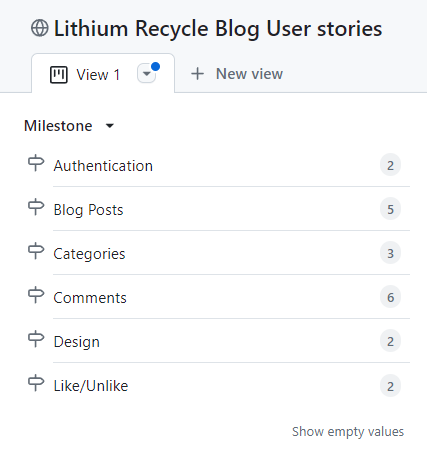 Lithium Recycle Blog User stories
View 1
New view
Milestone
Authentication 2
Blog Posts 5
Categories 3
Comments 6
Design 2
Like/Unlike 2
Show empty values